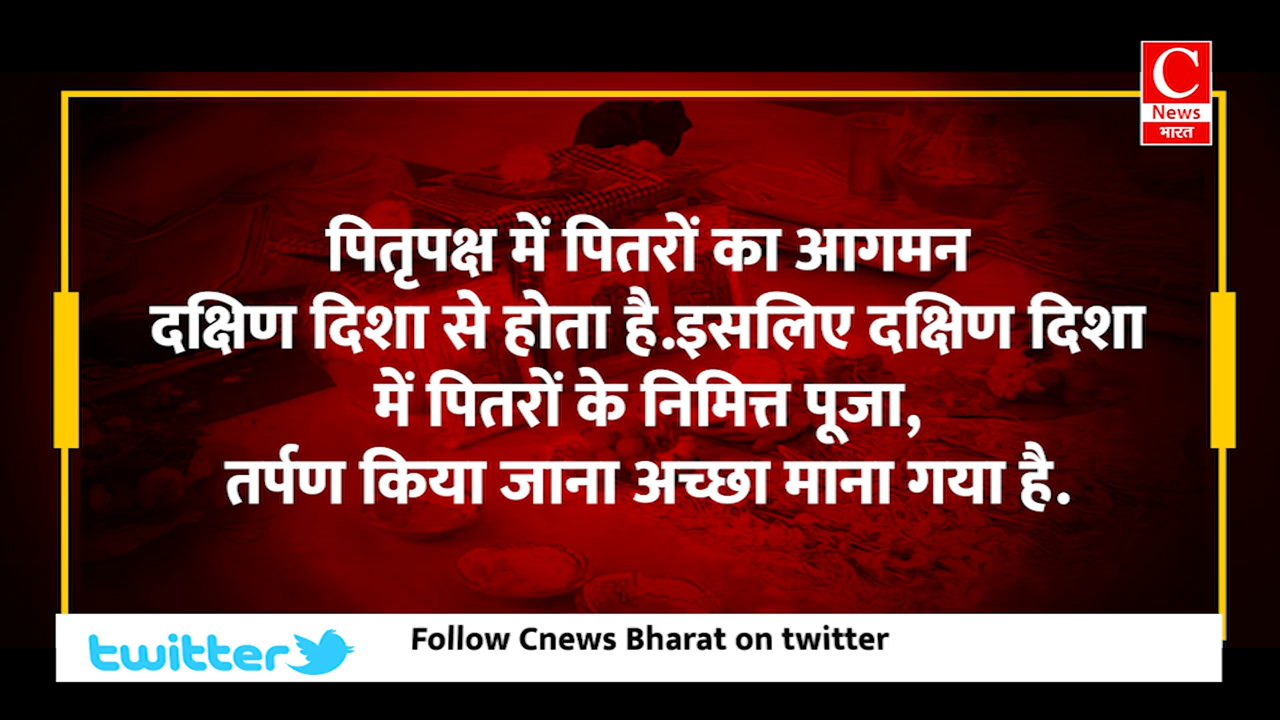 C
News
भारत
पितृपक्ष में पितरों का आगमन
दक्षिण दिशा से होता है.इसलिए दक्षिण दिशा
में पितरों के निमित्त पूजा,
तर्पण किया जाना अच्छा माना गया है.
twitter Follow Cnews Bharat on twitter